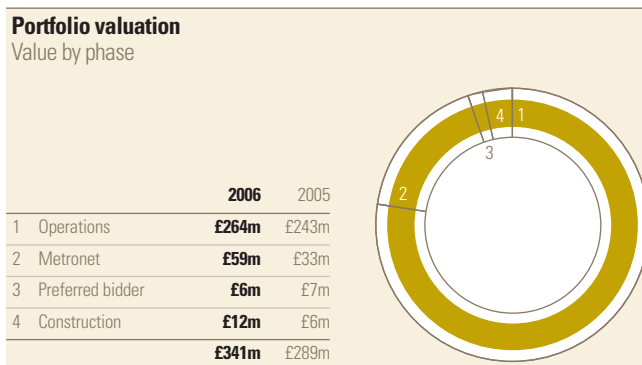 Portfolio valuation
Value by phase
2006 2005
1 Operations £264m £243m
2 Metronet £59m £33m
3 Preferred bidder £6m £7m
4 Construction £12m £6m
£341m £289m
4 1
3
2